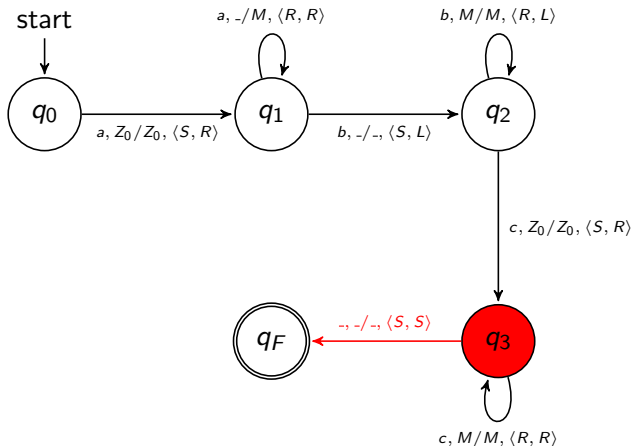 start
a, _/M, ⟨R, R⟩
b, M/M, ⟨R, L⟩
q0
q1
q2
a, Z0/Z0, ⟨S, R⟩
b, _/_, ⟨S, L⟩
c, Z0/Z0, ⟨S, R⟩
_, _/_, ⟨S, S⟩
qF
q3
c, M/M, ⟨R, R⟩